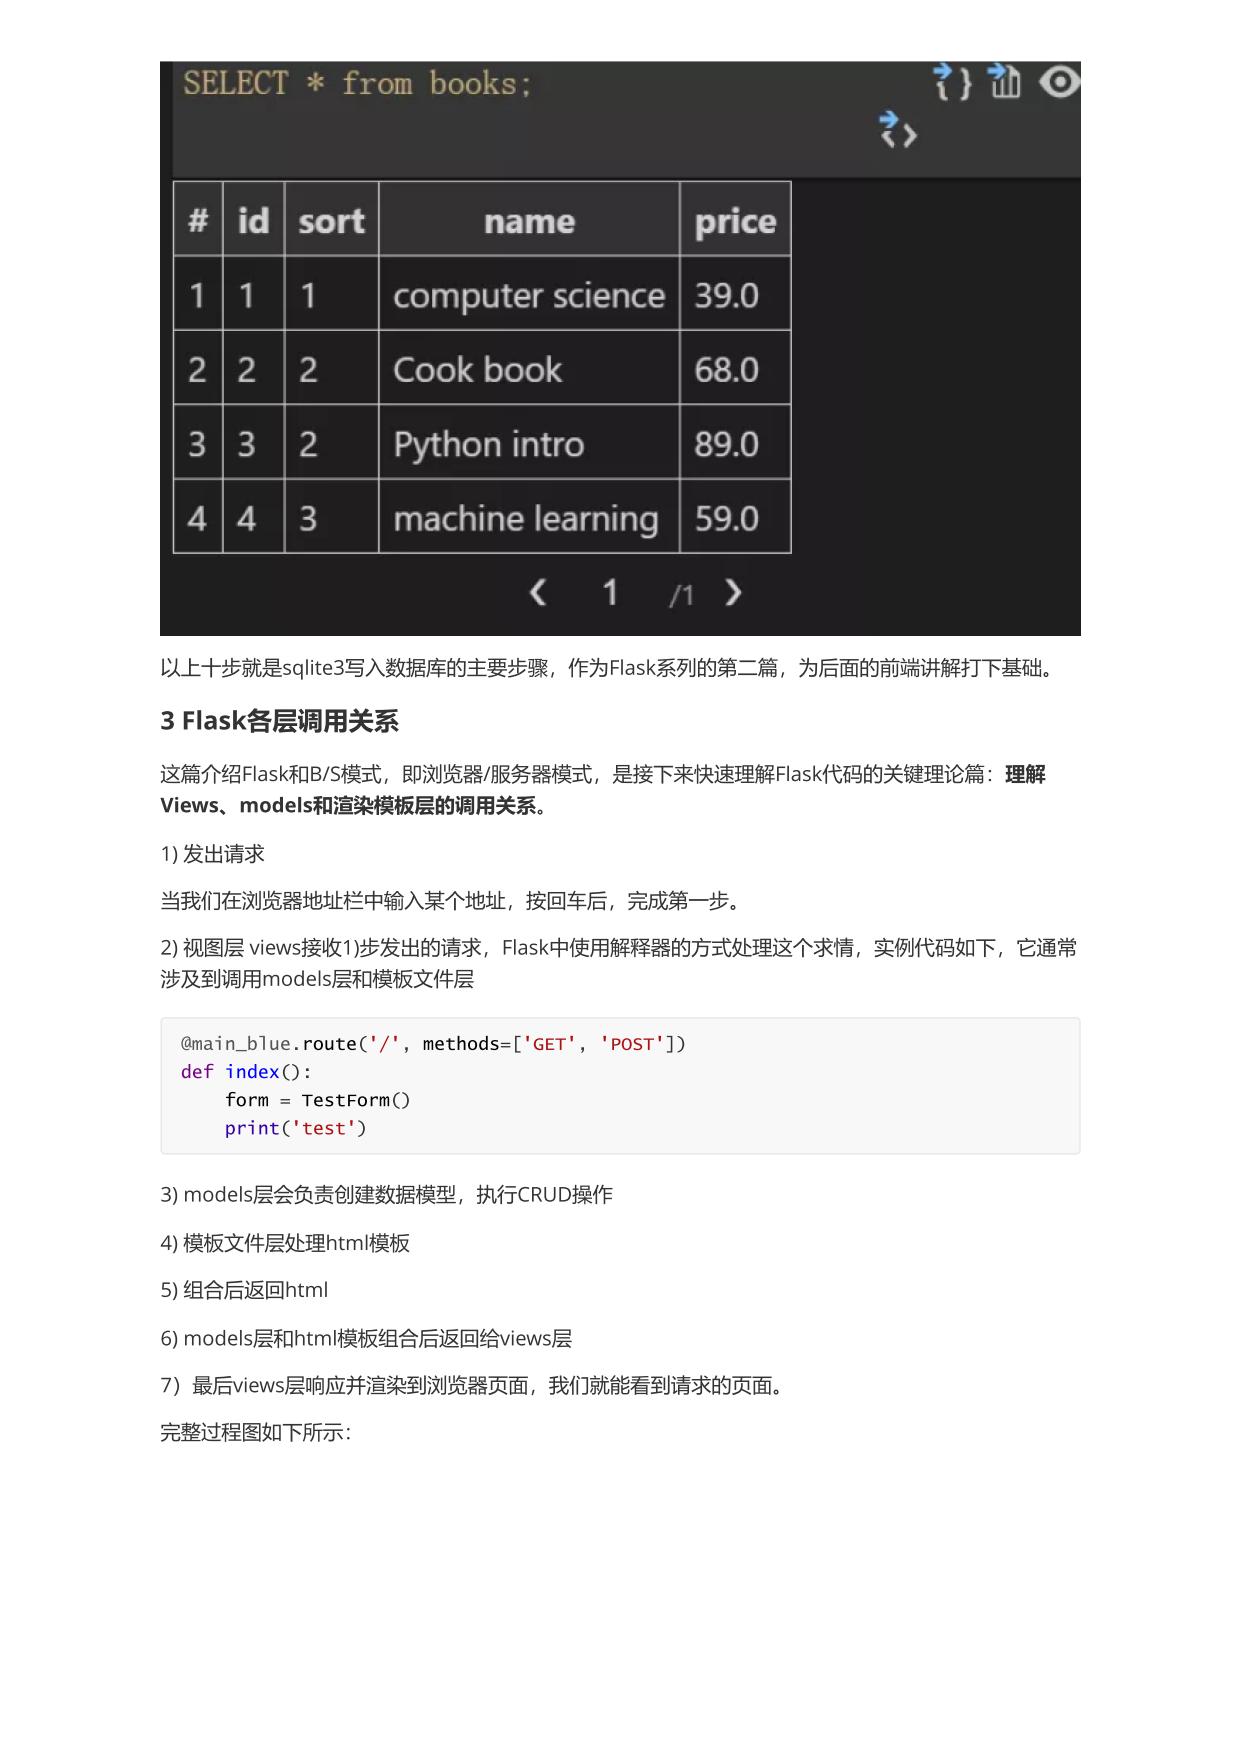 SELECT * from books;
# id sort name price
1 1 1 computer science 39.0
2 2 2 Cook book 68.0
3 3 2 Python intro 89.0
4 4 3 machine learning 59.0
1 /1
以上十步就是sqlite3写入数据库的主要步骤，作为Flask系列的第二篇，为后面的前端讲解打下基础。
3 Flask各层调用关系
这篇介绍Flask和B/S模式，即浏览器/服务器模式，是接下来快速理解Flask代码的关键理论篇：理解
Views、models和渲染模板层的调用关系。
1) 发出请求
当我们在浏览器地址栏中输入某个地址，按回车后，完成第一步。
2) 视图层 views接收1)步发出的请求，Flask中使用解释器的方式处理这个求情，实例代码如下，它通常
涉及到调用models层和模板文件层
@main_blue.route('/', methods=['GET', 'POST'])
def index():
    form = TestForm()
    print('test')
3) models层会负责创建数据模型，执行CRUD操作
4) 模板文件层处理html模板
5) 组合后返回html
6) models层和html模板组合后返回给views层
7）最后views层响应并渲染到浏览器页面，我们就能看到请求的页面。
完整过程图如下所示：